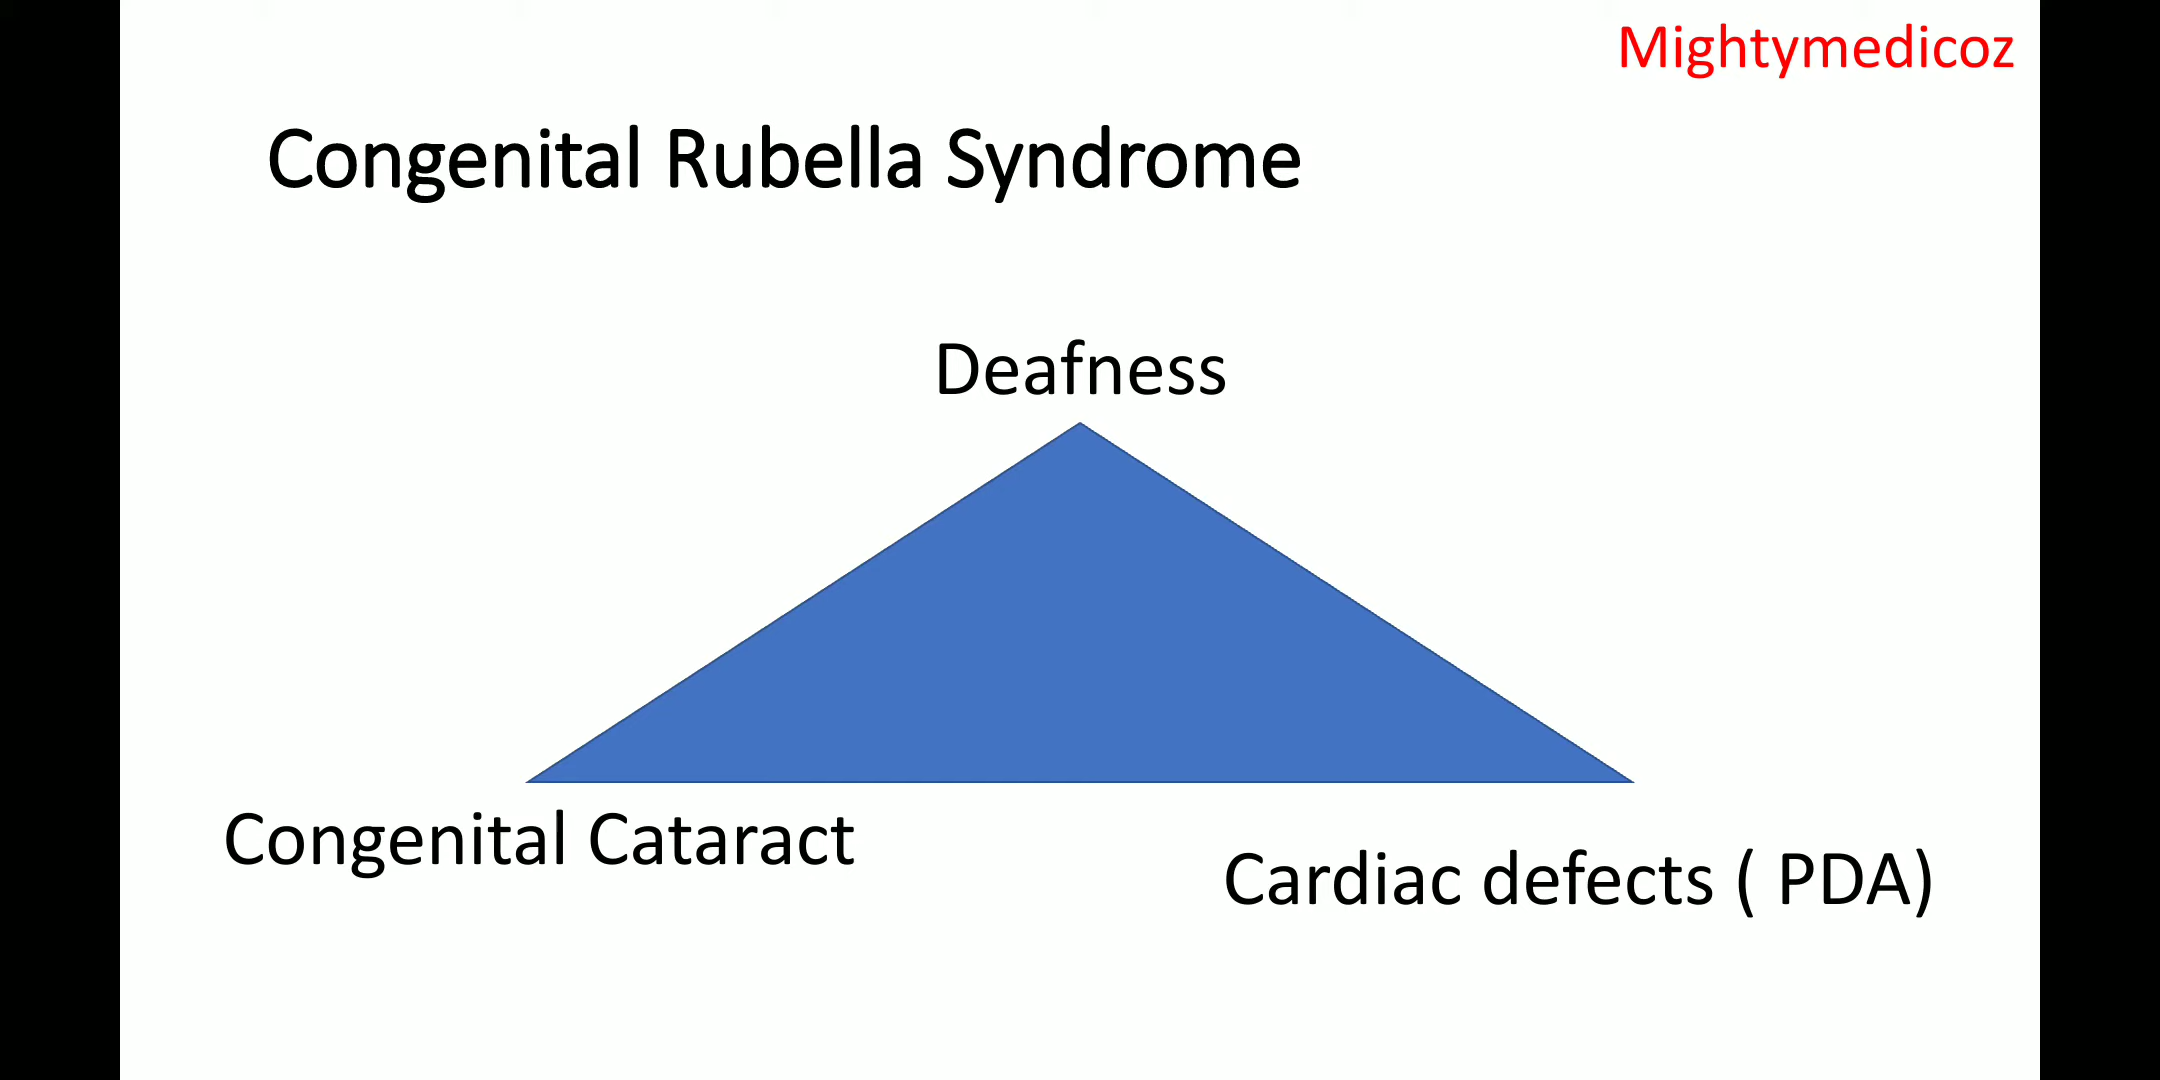 Mightymedicoz
Congenital Rubella Syndrome
Deafness
Congenital Cataract
Cardiac defects ( PDA)